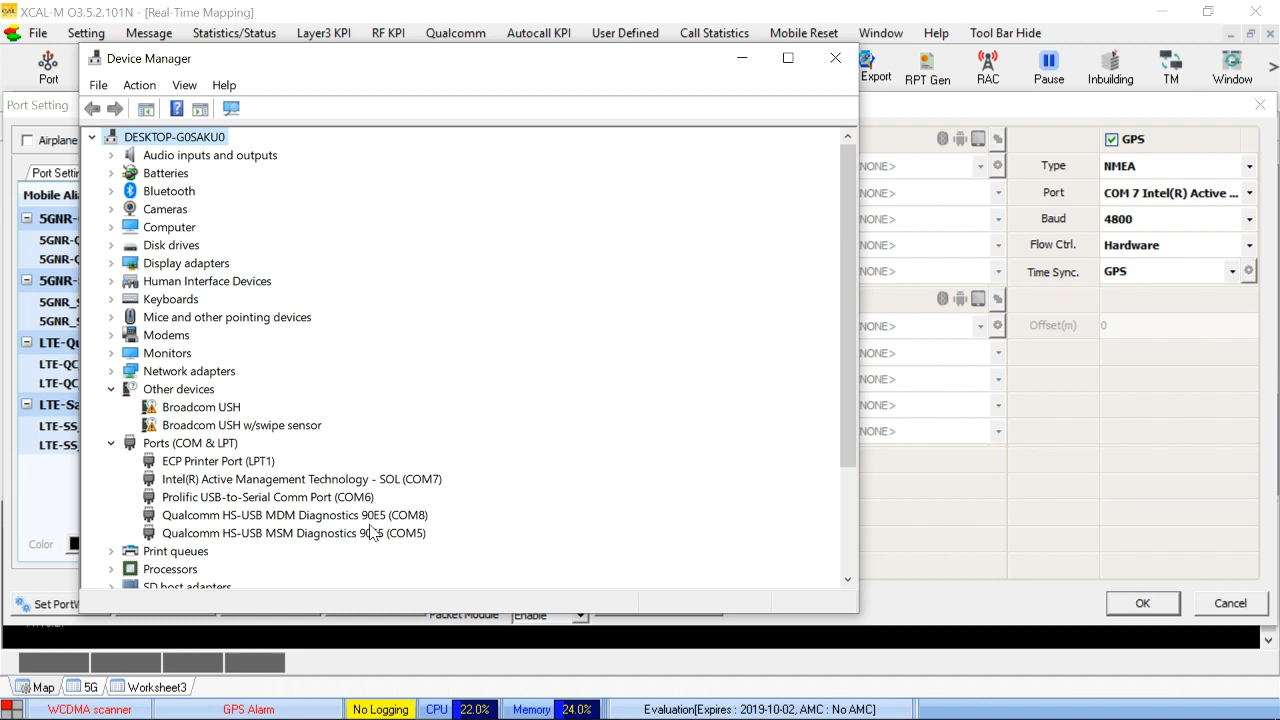 XCAL-M O3.5.2.101N - [Real-Time Mapping]
File Setting Message Statistics/Status Layer3 KPI RF KPI Qualcomm Autocall KPI User Defined Call Statistics Mobile Reset Window Help Tool Bar Hide
Port
Export RPT Gen RAC Pause Inbuilding TM Window
Port Setting
Device Manager
File Action View Help
DESKTOP-G0SAKU0
Audio inputs and outputs
Batteries
Bluetooth
Cameras
Computer
Disk drives
Display adapters
Human Interface Devices
Keyboards
Mice and other pointing devices
Modems
Monitors
Network adapters
Other devices
Broadcom USH
Broadcom USH w/swipe sensor
Ports (COM & LPT)
ECP Printer Port (LPT1)
Intel(R) Active Management Technology - SOL (COM7)
Prolific USB-to-Serial Comm Port (COM6)
Qualcomm HS-USB MDM Diagnostics 90E5 (COM8)
Qualcomm HS-USB MSM Diagnostics (COM5)
Print queues
Processors
SD host adapters
Airplane
Port Setti
Mobile Ali
5GNR-
5GNR-
5GNR-
5GNR-
5GNR_
5GNR_
LTE-Qu
LTE-QC
LTE-QC
LTE-Sa
LTE-SS
LTE-SS
Color
Set PortW
Packet Module Enable
NONE>
NONE>
NONE>
NONE>
NONE>
NONE>
NONE>
NONE>
NONE>
NONE>
GPS
Type NMEA
Port COM 7 Intel(R) Active ...
Baud 4800
Flow Ctrl. Hardware
Time Sync. GPS
Offset(m) 0
OK Cancel
Map 5G Worksheet3
WCDMA scanner GPS Alarm No Logging CPU 22.0% Memory 24.0% Evaluation[Expires : 2019-10-02, AMC : No AMC]